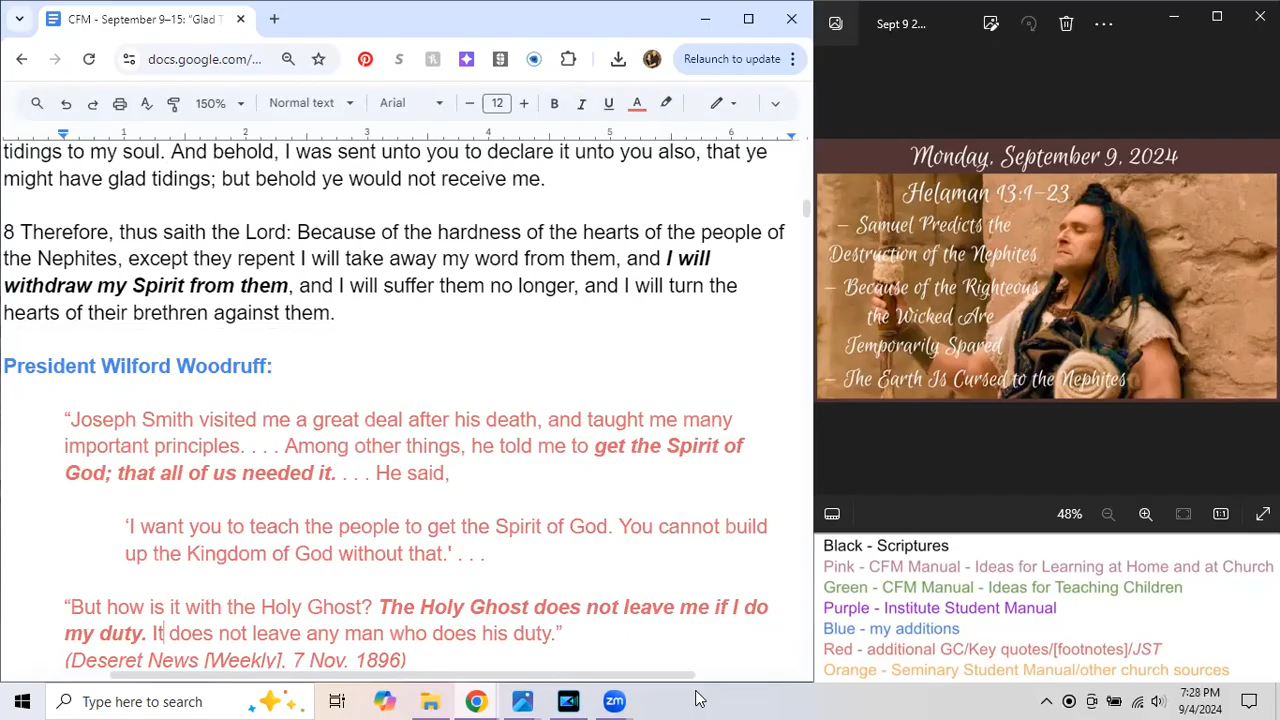 CFM - September 9–15: “Glad T
docs.google.com/...
Relaunch to update
150%
Normal text
Arial
12
B
I
U
A
1
2
3
4
5
6
tidings to my soul. And behold, I was sent unto you to declare it unto you also, that ye
might have glad tidings; but behold ye would not receive me.
8 Therefore, thus saith the Lord: Because of the hardness of the hearts of the people of
the Nephites, except they repent I will take away my word from them, and I will
withdraw my Spirit from them, and I will suffer them no longer, and I will turn the
hearts of their brethren against them.
President Wilford Woodruff:
“Joseph Smith visited me a great deal after his death, and taught me many
important principles. . . . Among other things, he told me to get the Spirit of
God; that all of us needed it. . . . He said,
‘I want you to teach the people to get the Spirit of God. You cannot build
up the Kingdom of God without that.' . . .
“But how is it with the Holy Ghost? The Holy Ghost does not leave me if I do
my duty. It does not leave any man who does his duty.”
(Deseret News [Weekly], 7 Nov. 1896)
Sept 9 2...
Monday, September 9, 2024
Helaman 13:1-23
- Samuel Predicts the
Destruction of the Nephites
- Because of the Righteous
the Wicked Are
Temporarily Spared
- The Earth Is Cursed to the Nephites
48%
1:1
Black - Scriptures
Pink - CFM Manual - Ideas for Learning at Home and at Church
Green - CFM Manual - Ideas for Teaching Children
Purple - Institute Student Manual
Blue - my additions
Red - additional GC/Key quotes/[footnotes]/JST
Orange - Seminary Student Manual/other church sources
Type here to search
zm
7:28 PM
9/4/2024